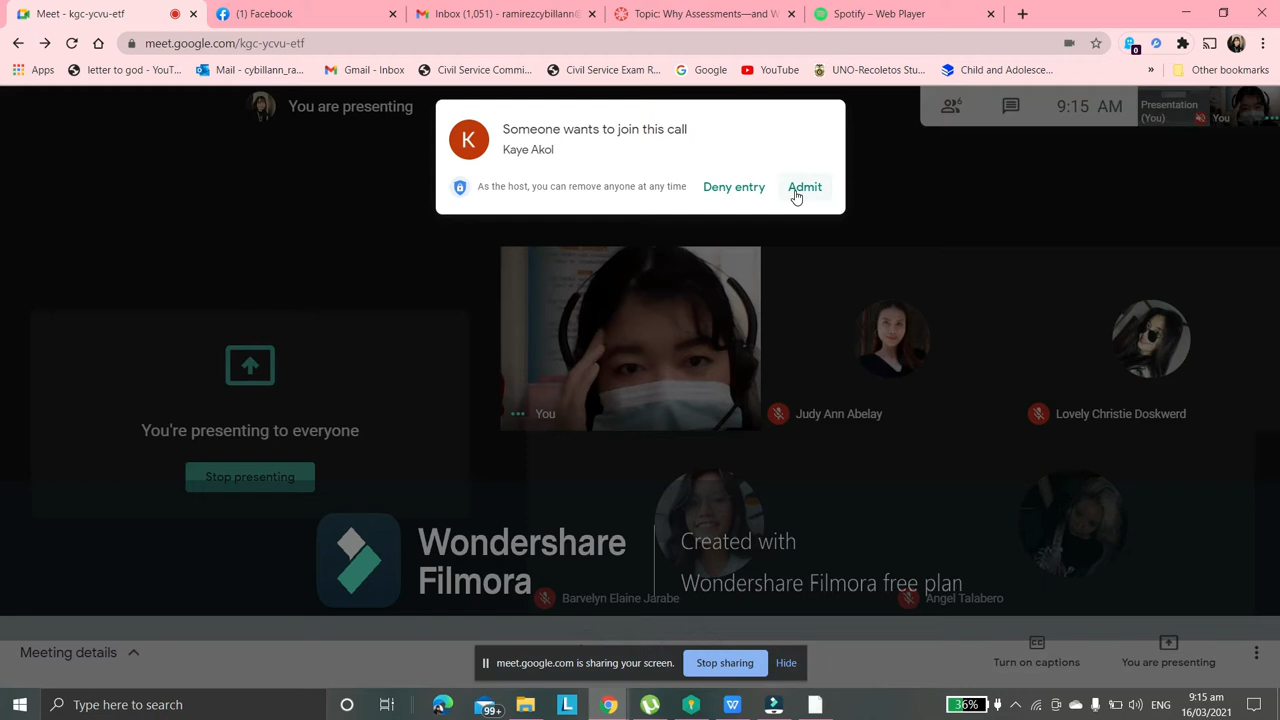 Meet - kgc-ycvu-etf
(1) Facebook
Inbox (1,051) - ramirezcybillann@
Topic: Why Assessments—and W
Spotify – Web Player
meet.google.com/kgc-ycvu-etf
0
Apps
letter to god - YouT...
Mail - cybillann_ra...
Gmail - Inbox
Civil Service Commi...
Civil Service Exam R...
Google
YouTube
UNO-Recoletos Stu...
Child and Adolesce...
»
Other bookmarks
You are presenting
6
9:15 AM
Presentation
(You)
You
Someone wants to join this call
K
Kaye Akol
As the host, you can remove anyone at any time
Deny entry
Admit
You're presenting to everyone
Stop presenting
You
Judy Ann Abelay
Lovely Christie Doskwerd
Wondershare
Filmora
Created with
Wondershare Filmora free plan
Barvelyn Elaine Jarabe
Angel Talabero
Meeting details
meet.google.com is sharing your screen.
Stop sharing
Hide
Turn on captions
You are presenting
Type here to search
99+
L
W
36%
ENG
9:15 am
16/03/2021